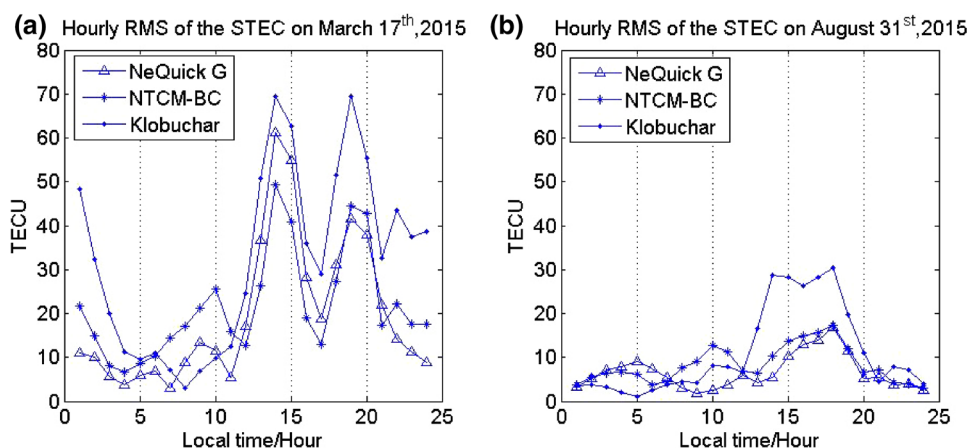 (a) Hourly RMS of the STEC on March 17th,2015
80
70
60
50
40
30
20
10
0
TECU
NeQuick G
NTCM-BC
Klobuchar
0 5 10 15 20 25
Local time/Hour
(b) Hourly RMS of the STEC on August 31st,2015
80
70
60
50
40
30
20
10
0
TECU
NeQuick G
NTCM-BC
Klobuchar
0 5 10 15 20 25
Local time/Hour